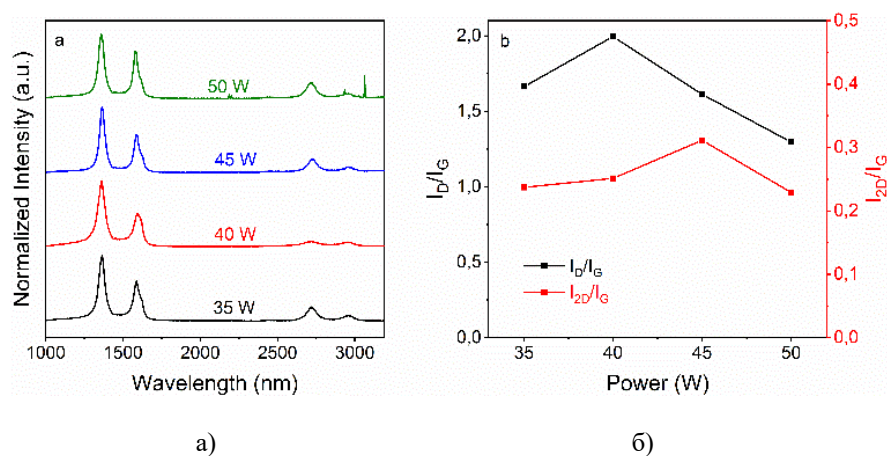 a
50 W
45 W
40 W
35 W
Normalized Intensity (a.u.)
1000 1500 2000 2500 3000
Wavelength (nm)
b
2,0
1,5
1,0
0,5
0,0
I_D/I_G
I_D/I_G
I_2D/I_G
0,5
0,4
0,3
0,2
0,1
0,0
I_2D/I_G
35 40 45 50
Power (W)
а) б)